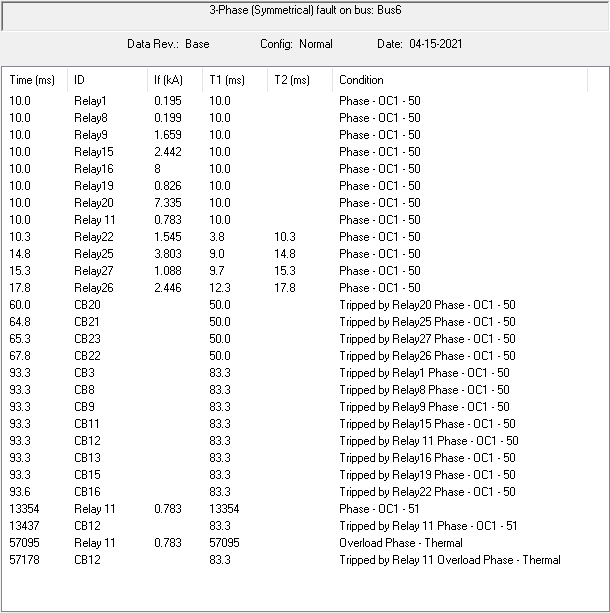 3-Phase (Symmetrical) fault on bus: Bus6
Data Rev.: Base Config: Normal Date: 04-15-2021
Time (ms) ID If (kA) T1 (ms) T2 (ms) Condition
10.0 Relay1 0.195 10.0 Phase - OC1 - 50
10.0 Relay8 0.199 10.0 Phase - OC1 - 50
10.0 Relay9 1.659 10.0 Phase - OC1 - 50
10.0 Relay15 2.442 10.0 Phase - OC1 - 50
10.0 Relay16 8 10.0 Phase - OC1 - 50
10.0 Relay19 0.826 10.0 Phase - OC1 - 50
10.0 Relay20 7.335 10.0 Phase - OC1 - 50
10.0 Relay 11 0.783 10.0 Phase - OC1 - 50
10.3 Relay22 1.545 3.8 10.3 Phase - OC1 - 50
14.8 Relay25 3.803 9.0 14.8 Phase - OC1 - 50
15.3 Relay27 1.088 9.7 15.3 Phase - OC1 - 50
17.8 Relay26 2.446 12.3 17.8 Phase - OC1 - 50
60.0 CB20 50.0 Tripped by Relay20 Phase - OC1 - 50
64.8 CB21 50.0 Tripped by Relay25 Phase - OC1 - 50
65.3 CB23 50.0 Tripped by Relay27 Phase - OC1 - 50
67.8 CB22 50.0 Tripped by Relay26 Phase - OC1 - 50
93.3 CB3 83.3 Tripped by Relay1 Phase - OC1 - 50
93.3 CB8 83.3 Tripped by Relay8 Phase - OC1 - 50
93.3 CB9 83.3 Tripped by Relay9 Phase - OC1 - 50
93.3 CB11 83.3 Tripped by Relay15 Phase - OC1 - 50
93.3 CB12 83.3 Tripped by Relay 11 Phase - OC1 - 50
93.3 CB13 83.3 Tripped by Relay16 Phase - OC1 - 50
93.3 CB15 83.3 Tripped by Relay19 Phase - OC1 - 50
93.6 CB16 83.3 Tripped by Relay22 Phase - OC1 - 50
13354 Relay 11 0.783 13354 Phase - OC1 - 51
13437 CB12 83.3 Tripped by Relay 11 Phase - OC1 - 51
57095 Relay 11 0.783 57095 Overload Phase - Thermal
57178 CB12 83.3 Tripped by Relay 11 Overload Phase - Thermal